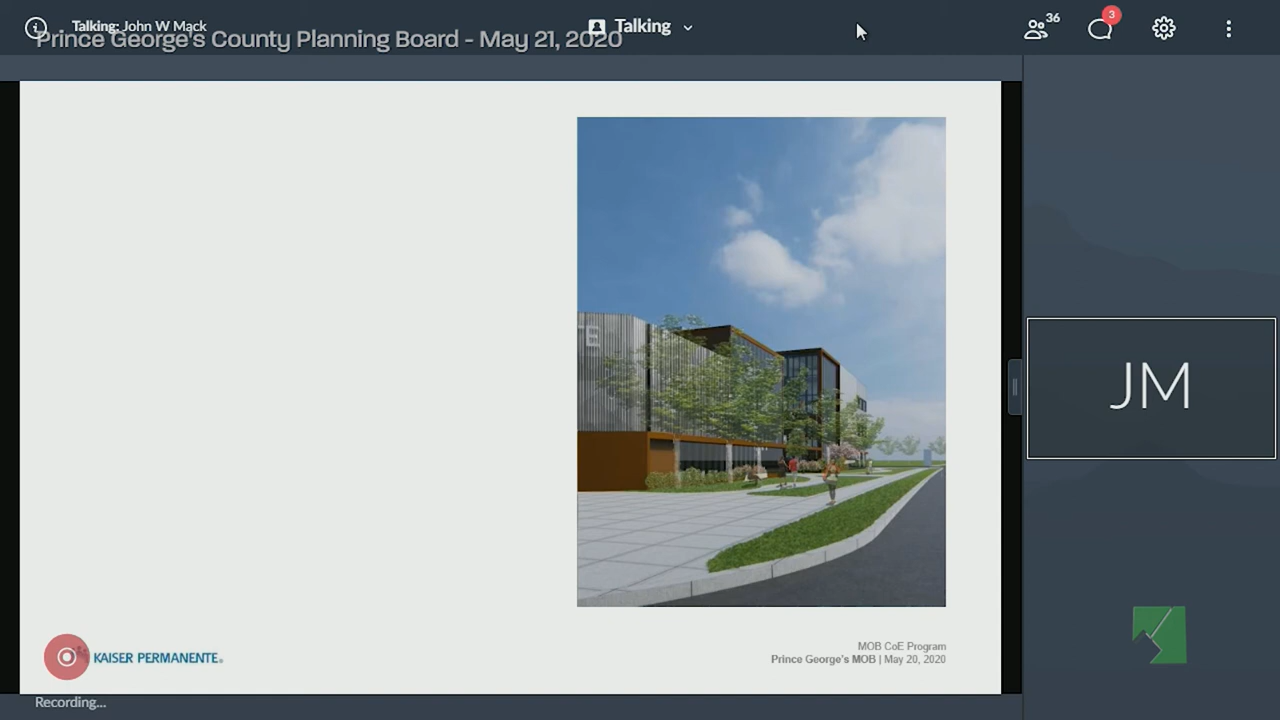 Talking: John W Mack
Talking
36
3
Prince George's County Planning Board - May 21, 2020
TE
JM
KAISER PERMANENTE®
MOB CoE Program
Prince George's MOB | May 20, 2020
Recording...